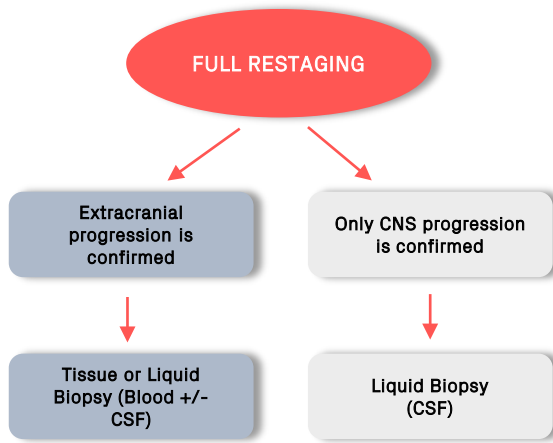 FULL RESTAGING
Extracranial
progression is
confirmed
Only CNS progression
is confirmed
Tissue or Liquid
Biopsy (Blood +/-
CSF)
Liquid Biopsy
(CSF)